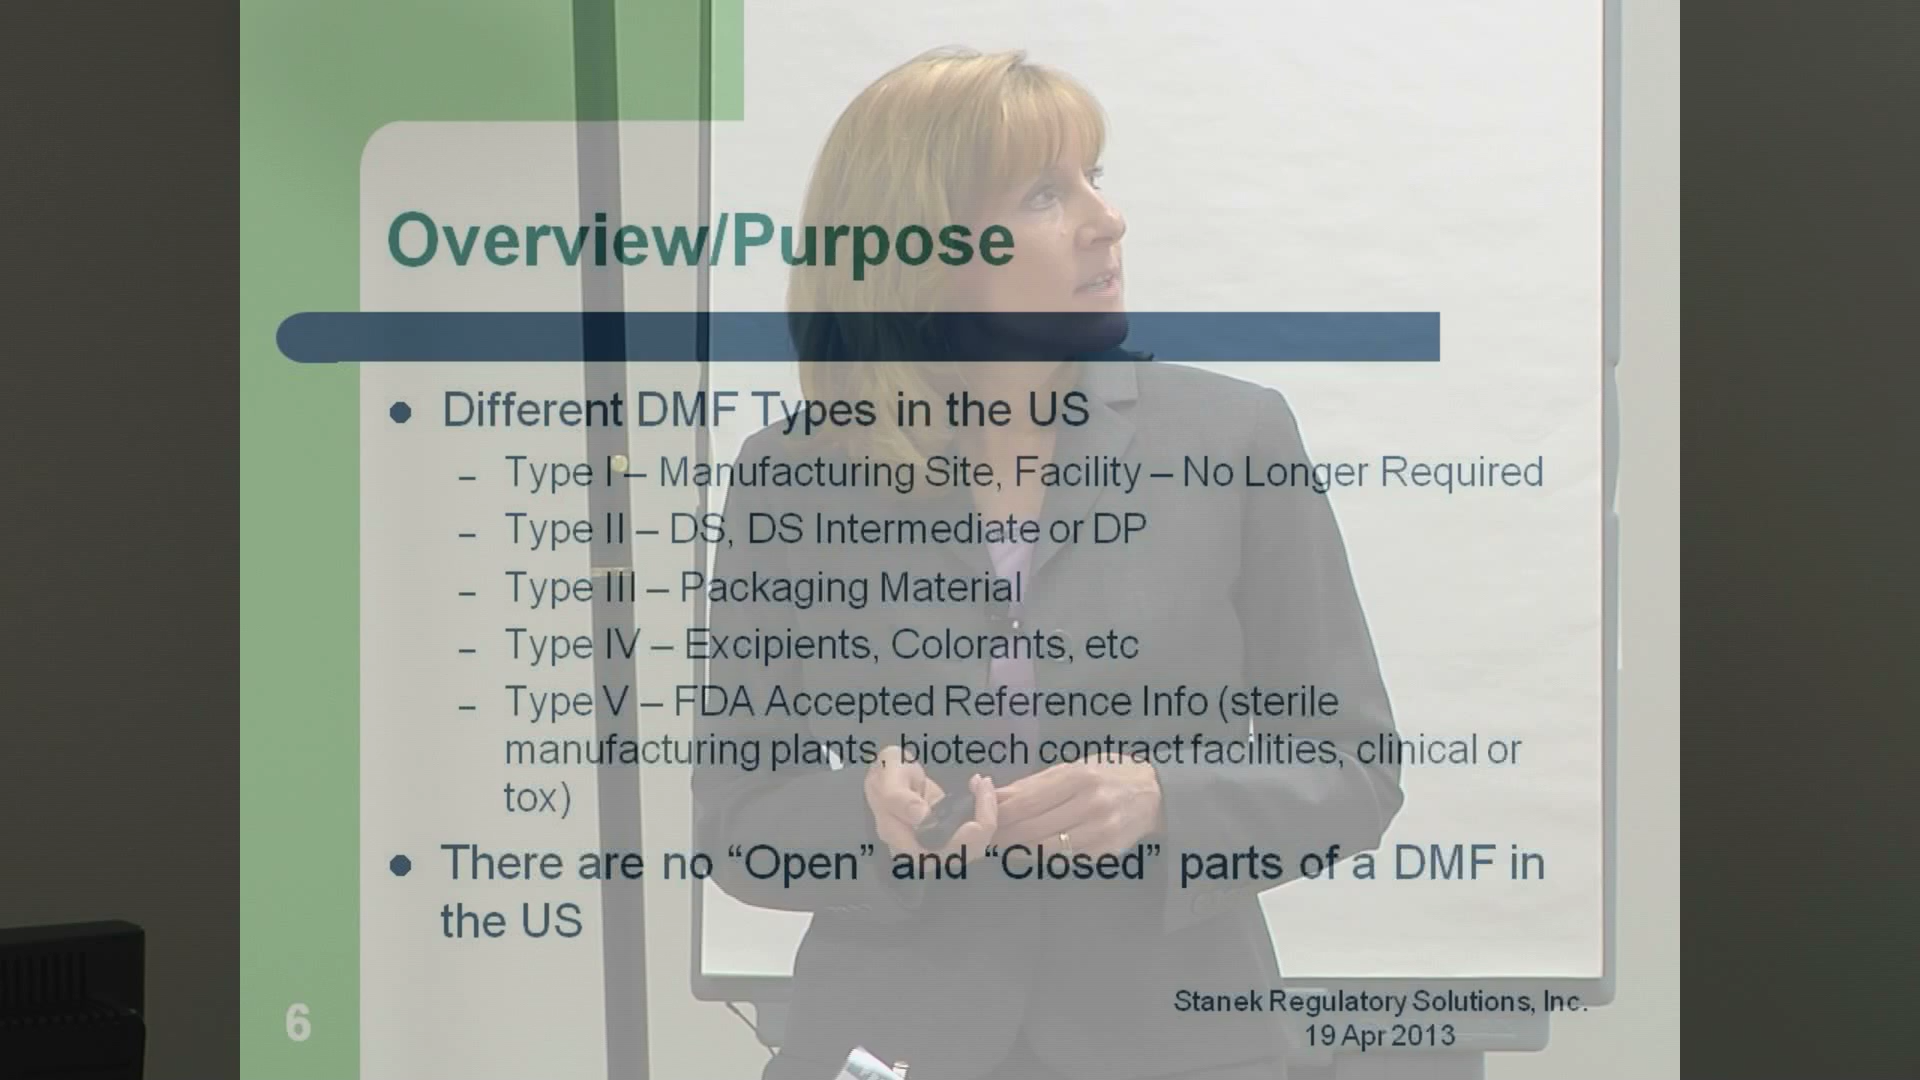 Overview/Purpose
Different DMF Types in the US
– Type I – Manufacturing Site, Facility – No Longer Required
– Type II – DS, DS Intermediate or DP
– Type III – Packaging Material
– Type IV – Excipients, Colorants, etc
– Type V – FDA Accepted Reference Info (sterile
manufacturing plants, biotech contract facilities, clinical or
tox)
There are no “Open” and “Closed” parts of a DMF in
the US
Stanek Regulatory Solutions, Inc.
19 Apr 2013
6